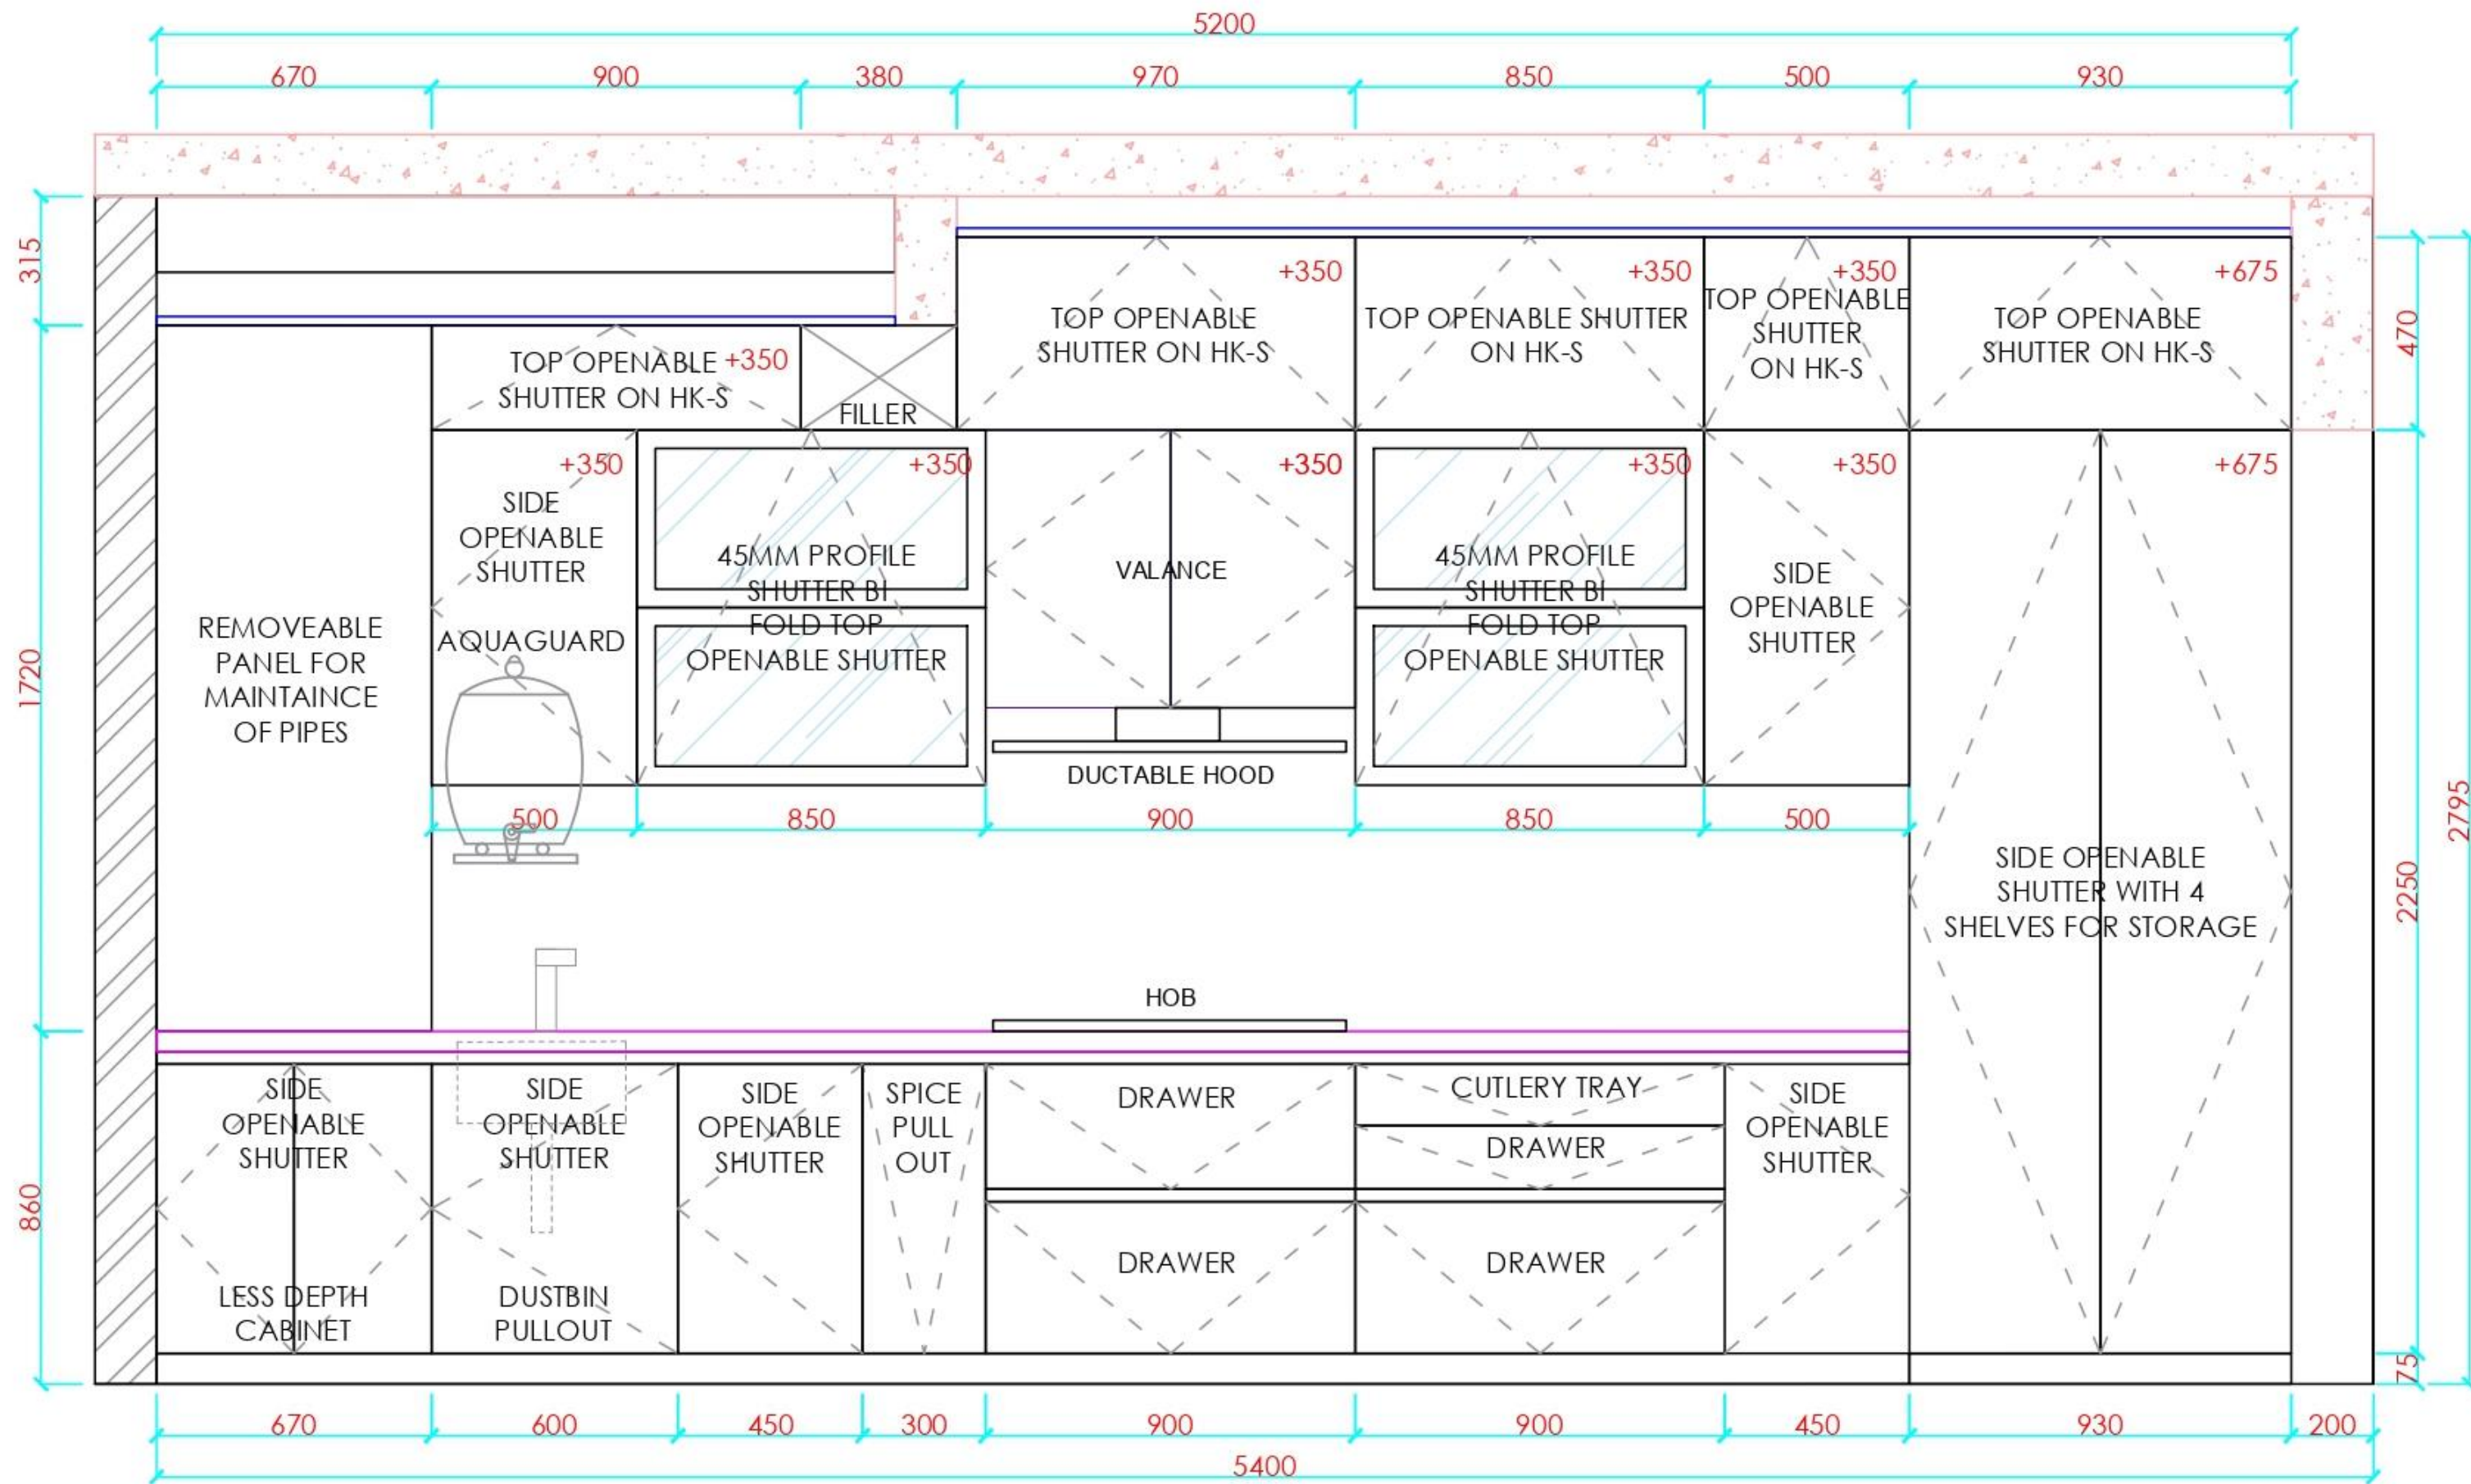 5200
670 900 380 970 850 500 930
315
1720
860
TOP OPENABLE
SHUTTER ON HK-S
+350
FILLER
TOP OPENABLE
SHUTTER ON HK-S
+350
TOP OPENABLE SHUTTER
ON HK-S
+350
TOP OPENABLE
SHUTTER
ON HK-S
+350
TOP OPENABLE
SHUTTER ON HK-S
+675
470
2250
75
2795
REMOVEABLE
PANEL FOR
MAINTAINCE
OF PIPES
+350
SIDE
OPENABLE
SHUTTER
AQUAGUARD
+350
45MM PROFILE
SHUTTER BI
FOLD TOP
OPENABLE SHUTTER
+350
VALANCE
DUCTABLE HOOD
+350
45MM PROFILE
SHUTTER BI
FOLD TOP
OPENABLE SHUTTER
+350
SIDE
OPENABLE
SHUTTER
+675
SIDE OPENABLE
SHUTTER WITH 4
SHELVES FOR STORAGE
500 850 900 850 500
HOB
SIDE
OPENABLE
SHUTTER
LESS DEPTH
CABINET
SIDE
OPENABLE
SHUTTER
DUSTBIN
PULLOUT
SIDE
OPENABLE
SHUTTER
SPICE
PULL
OUT
DRAWER
DRAWER
CUTLERY TRAY
DRAWER
DRAWER
SIDE
OPENABLE
SHUTTER
670 600 450 300 900 900 450 930 200
5400